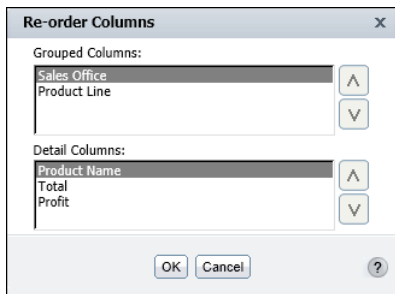 Re-order Columns x
Grouped Columns:
Sales Office
Product Line
Detail Columns:
Product Name
Total
Profit
OK Cancel ?